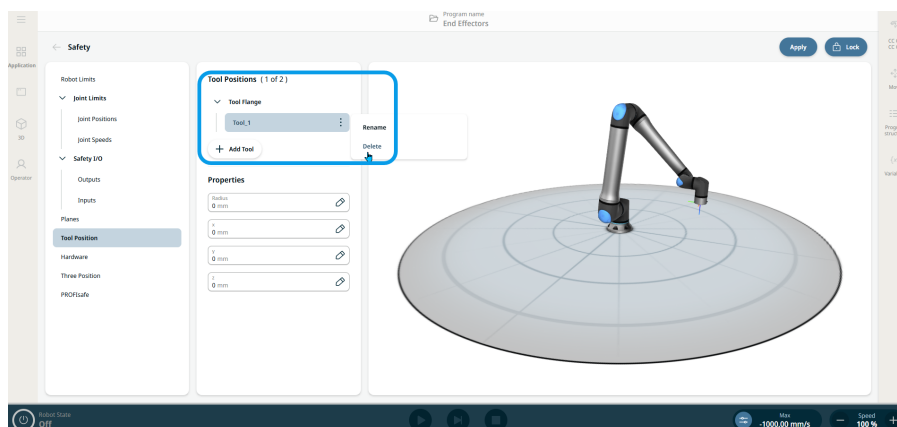 Program name
End Effectors
Application
3D
Operator
Safety
Apply
Lock
Robot Limits
Joint Limits
Joint Positions
Joint Speeds
Safety I/O
Outputs
Inputs
Planes
Tool Position
Hardware
Three Position
PROFIsafe
Tool Positions ( 1 of 2 )
Tool Flange
Tool_1
Add Tool
Rename
Delete
Properties
Radius
0 mm
x
0 mm
y
0 mm
z
0 mm
Robot State
Off
Max
-1000.00 mm/s
Speed
100 %